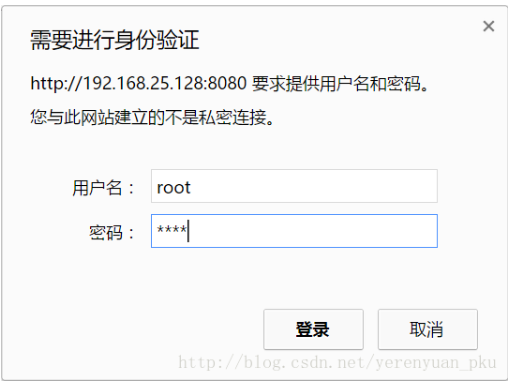 需要进行身份验证
http://192.168.25.128:8080 要求提供用户名和密码。
您与此网站建立的不是私密连接。
用户名： root
密码： ****
登录 取消
http://blog.csdn.net/yerenyuan_pku